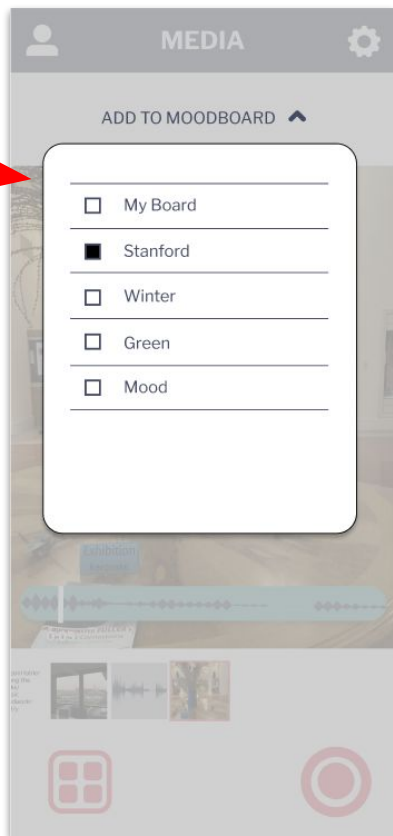 MEDIA
ADD TO MOODBOARD
My Board
Stanford
Winter
Green
Mood
Exhibition